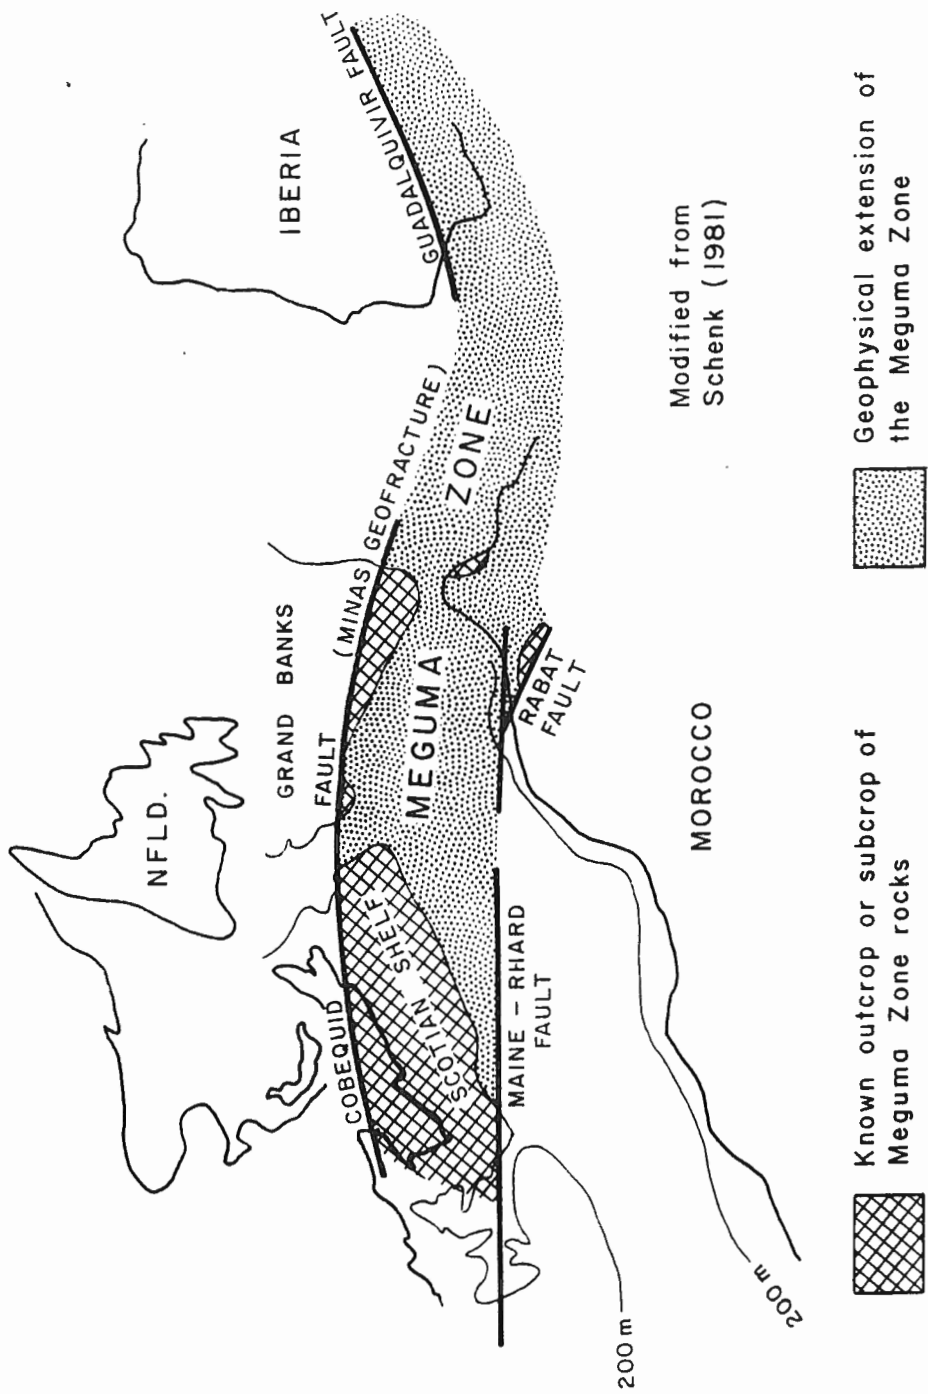 NFLD.
GRAND BANKS
IBERIA
COBEQUID
FAULT
(MINAS GEOFRACTURE)
GUADALQUIVIR FAULT
SCOTIAN SHELF
MEGUMA
ZONE
MAINE – RHARD
FAULT
RABAT
FAULT
MOROCCO
200 m
200 m
Modified from
Schenk (1981)
Known outcrop or subcrop of
Meguma Zone rocks
Geophysical extension of
the Meguma Zone